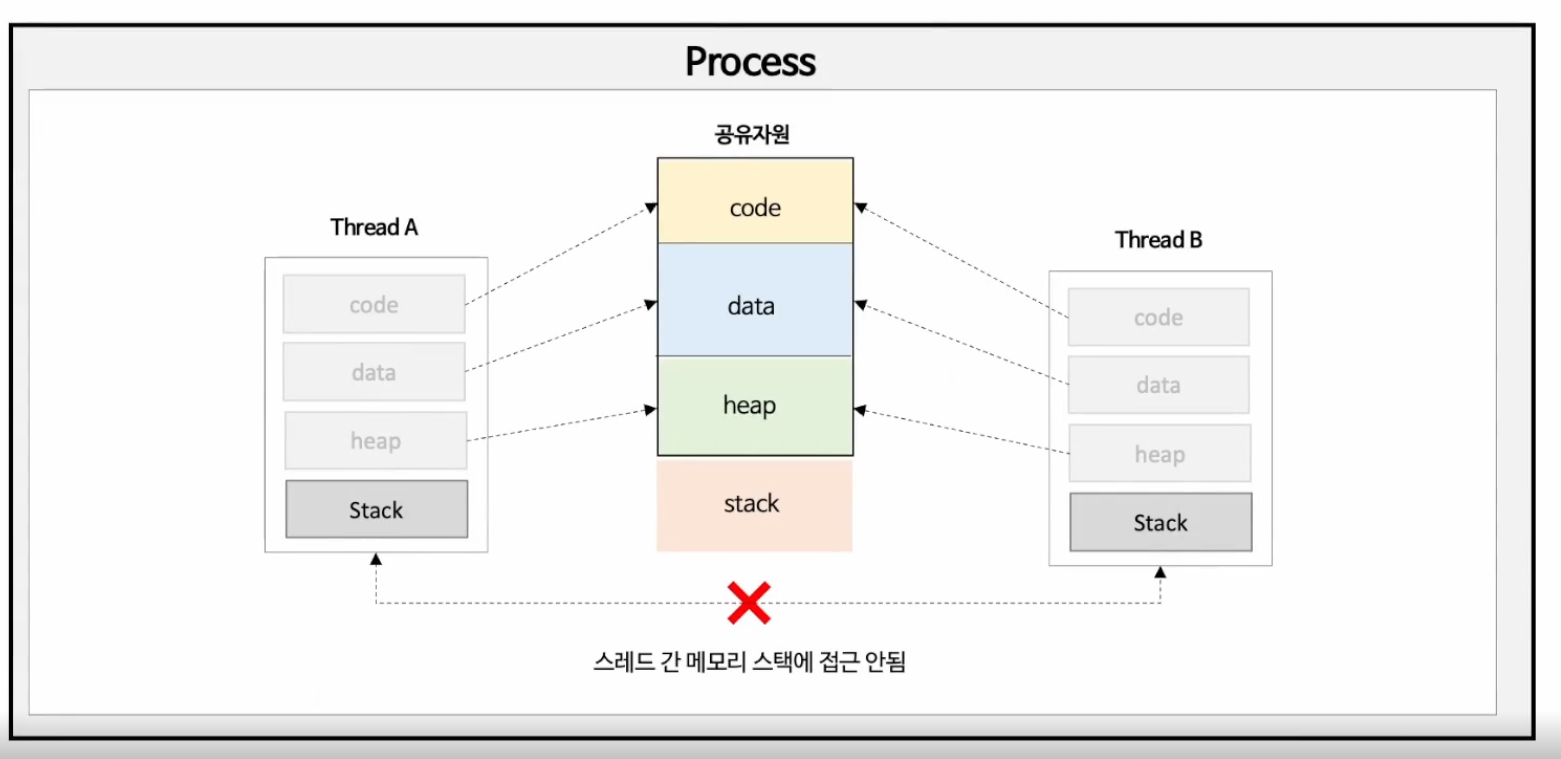 Process
공유자원
code
data
heap
stack
Thread A
code
data
heap
Stack
Thread B
code
data
heap
Stack
스레드 간 메모리 스택에 접근 안됨